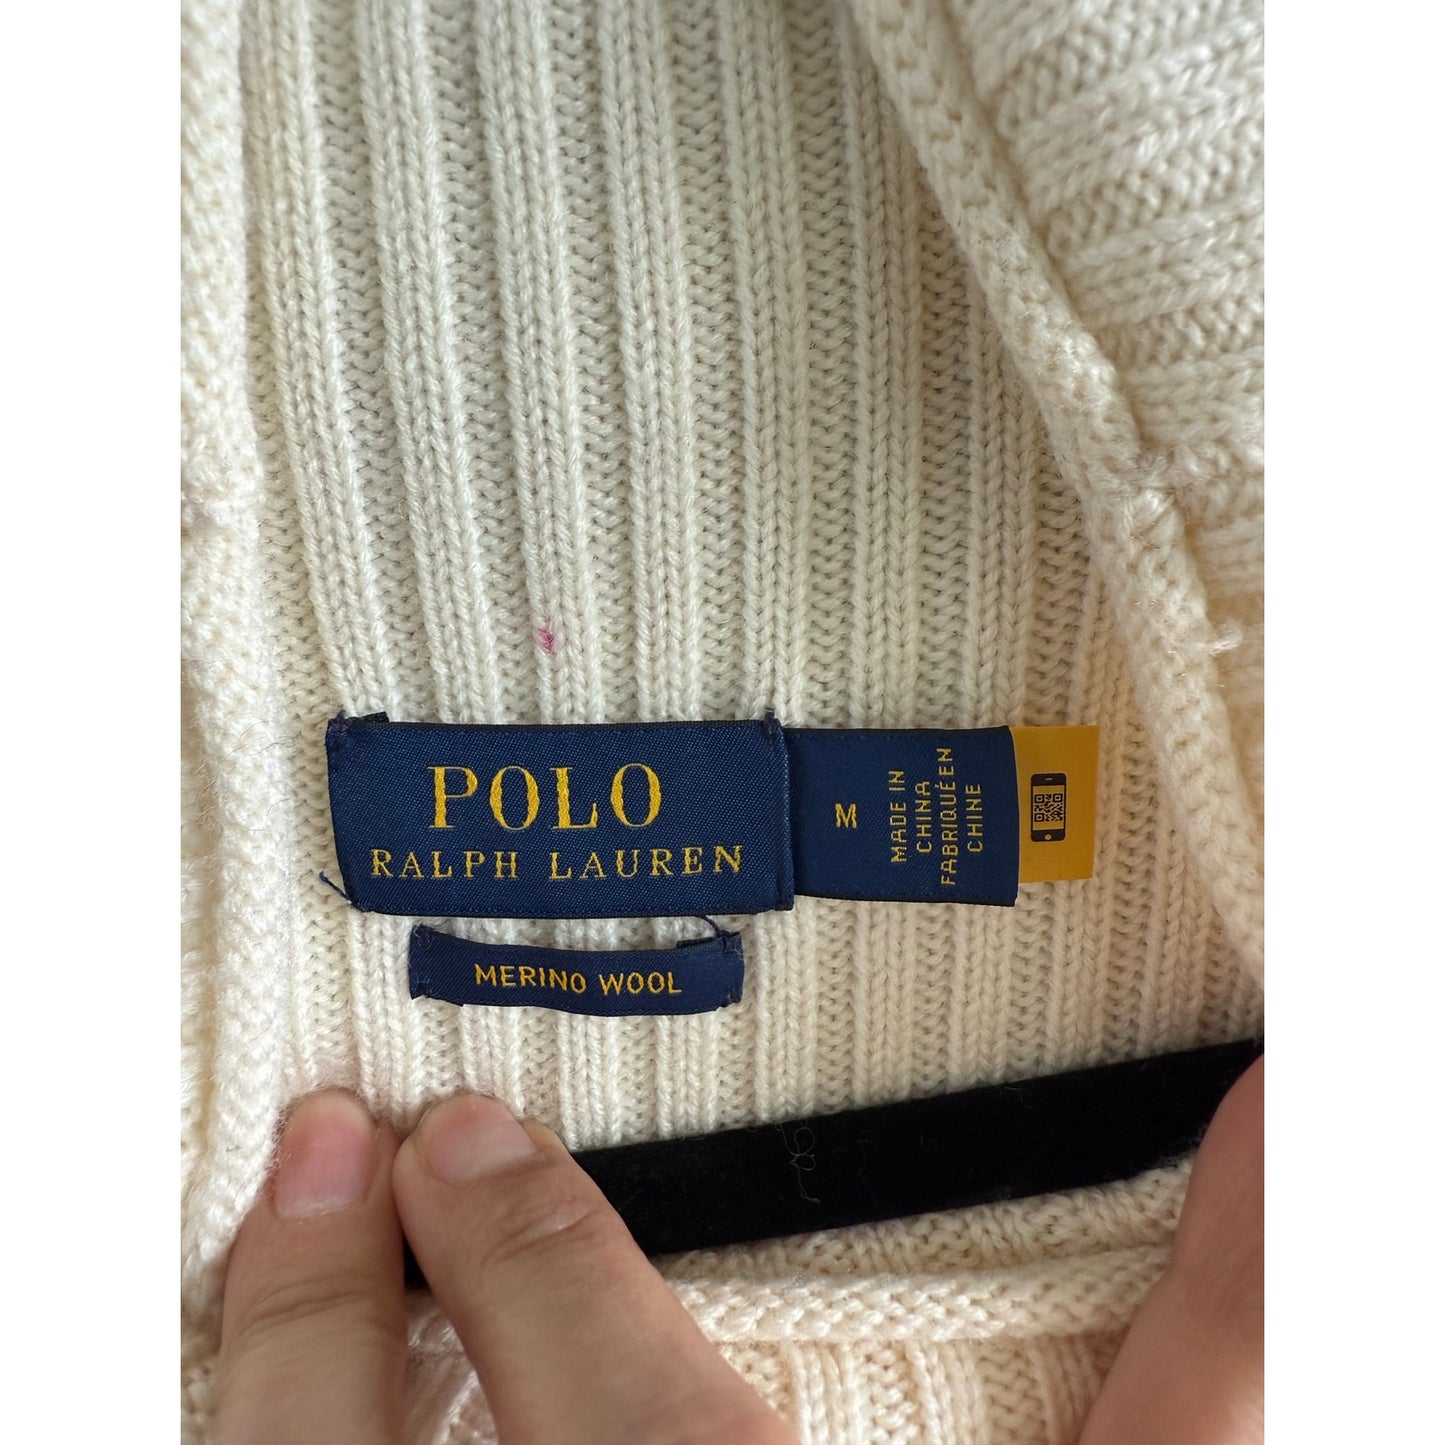 POLO
RALPH LAUREN
M
MADE IN
CHINA
FABRIQUÉ EN
CHINE
MERINO WOOL